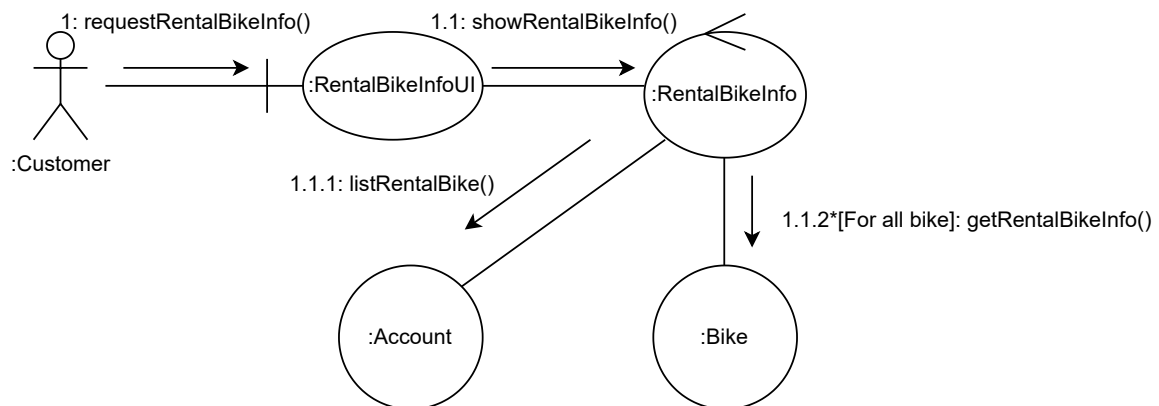 1: requestRentalBikeInfo()
1.1: showRentalBikeInfo()
:RentalBikeInfoUI
:RentalBikeInfo
:Customer
1.1.1: listRentalBike()
1.1.2*[For all bike]: getRentalBikeInfo()
:Account
:Bike